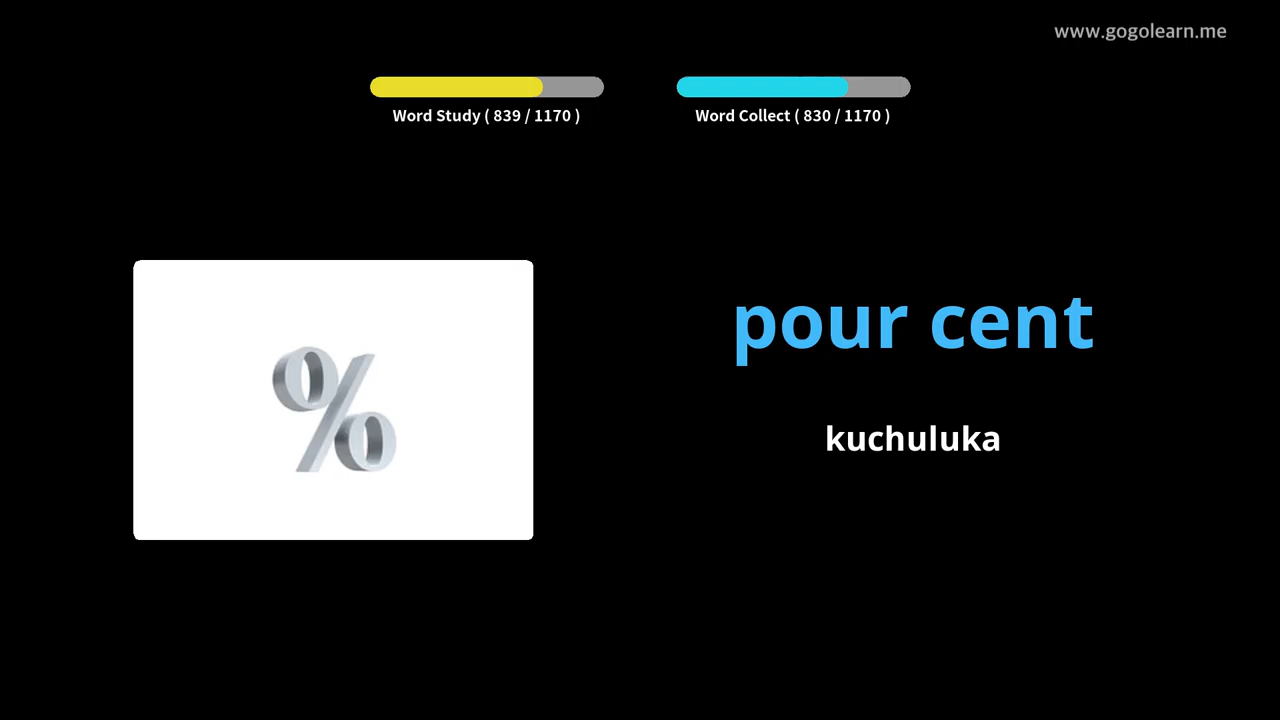 www.gogolearn.me
Word Study ( 839 / 1170 )
Word Collect ( 830 / 1170 )
%
pour cent
kuchuluka